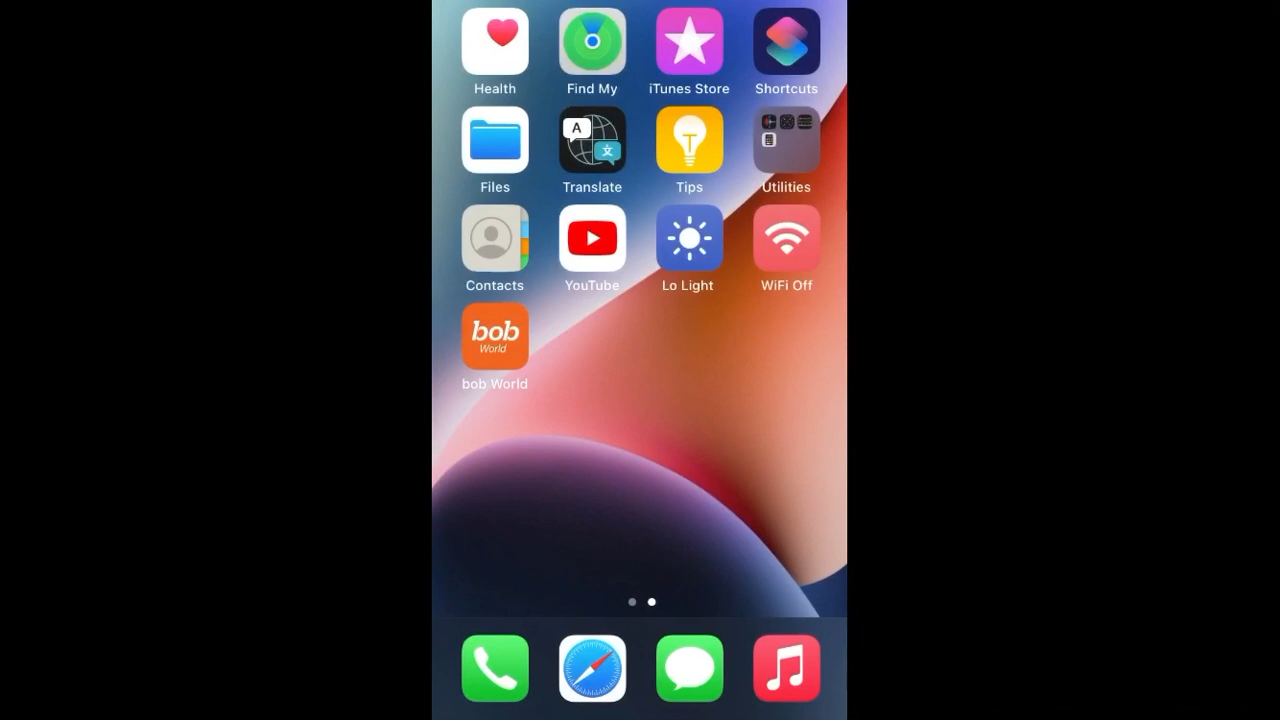 Health Find My iTunes Store Shortcuts
A 文
Files Translate Tips Utilities
Contacts YouTube Lo Light WiFi Off
bob
World
bob World